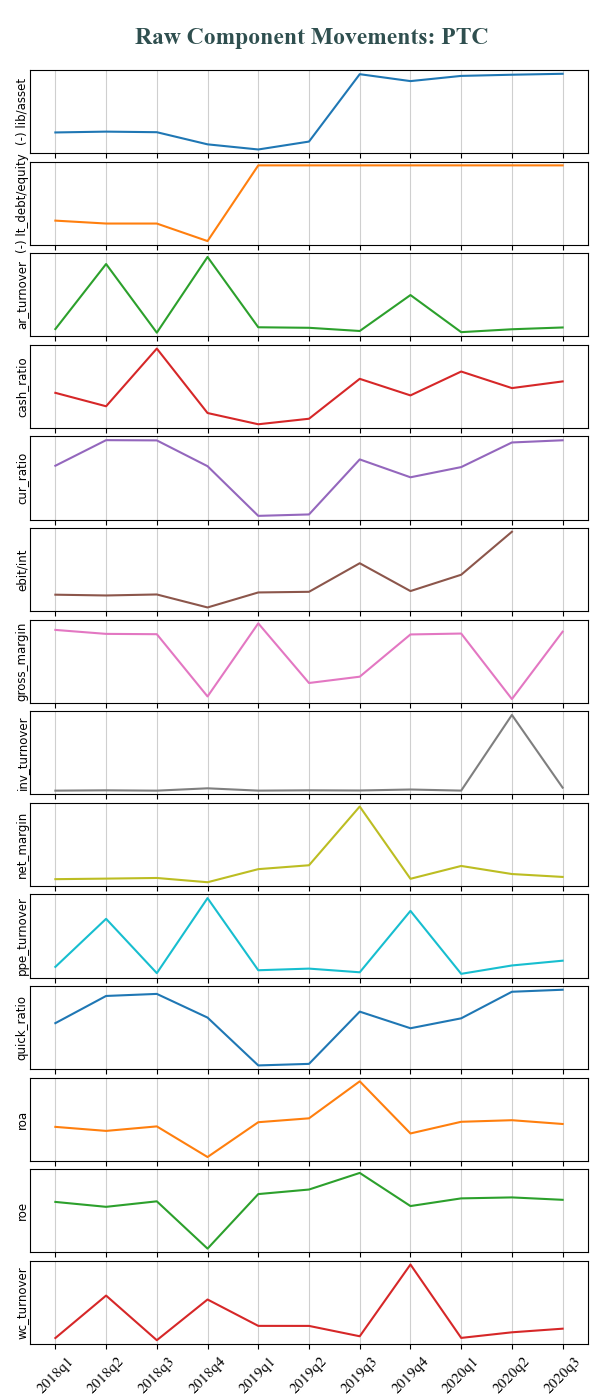 Raw Component Movements: PTC
(-) lib/asset
(-) lt_debt/equity
ar_turnover
cash_ratio
cur_ratio
ebit/int
gross_margin
inv_turnover
net_margin
ppe_turnover
quick_ratio
roa
roe
wc_turnover
2018q1 2018q2 2018q3 2018q4 2019q1 2019q2 2019q3 2019q4 2020q1 2020q2 2020q3